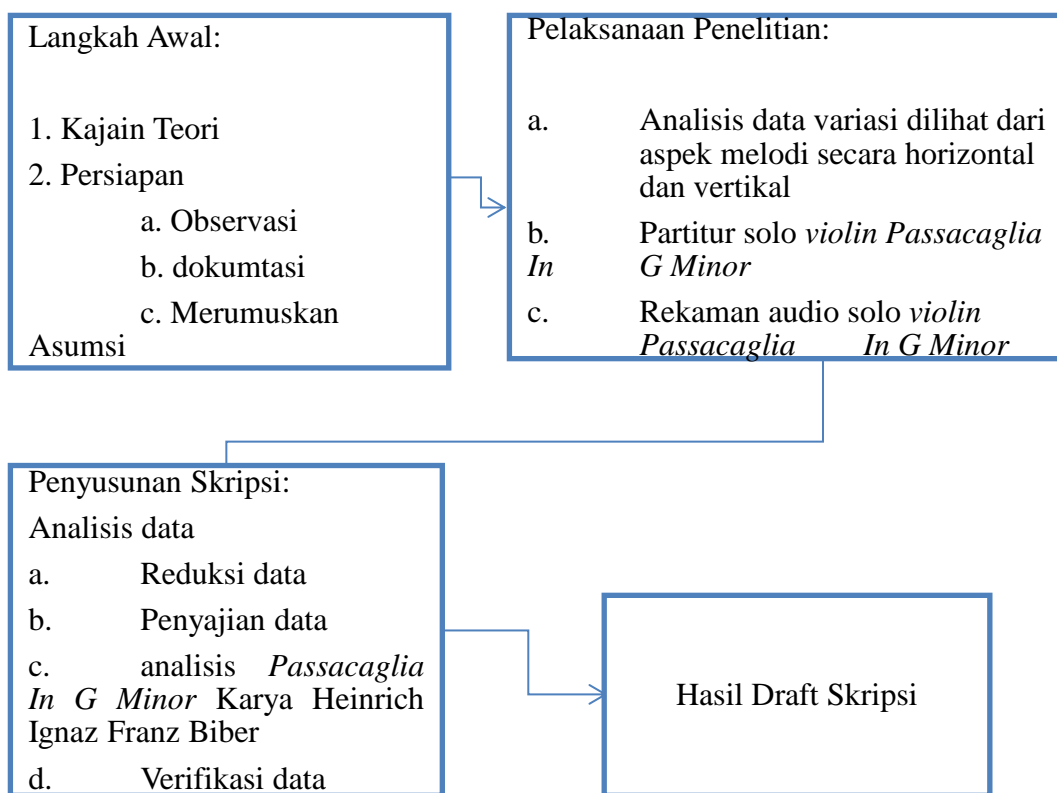 Langkah Awal:
1. Kajain Teori
2. Persiapan
a. Observasi
b. dokumtasi
c. Merumuskan
Asumsi
Pelaksanaan Penelitian:
a. Analisis data variasi dilihat dari
aspek melodi secara horizontal
dan vertikal
b. Partitur solo violin Passacaglia
In G Minor
c. Rekaman audio solo violin
Passacaglia In G Minor
Penyusunan Skripsi:
Analisis data
a. Reduksi data
b. Penyajian data
c. analisis Passacaglia
In G Minor Karya Heinrich
Ignaz Franz Biber
d. Verifikasi data
Hasil Draft Skripsi